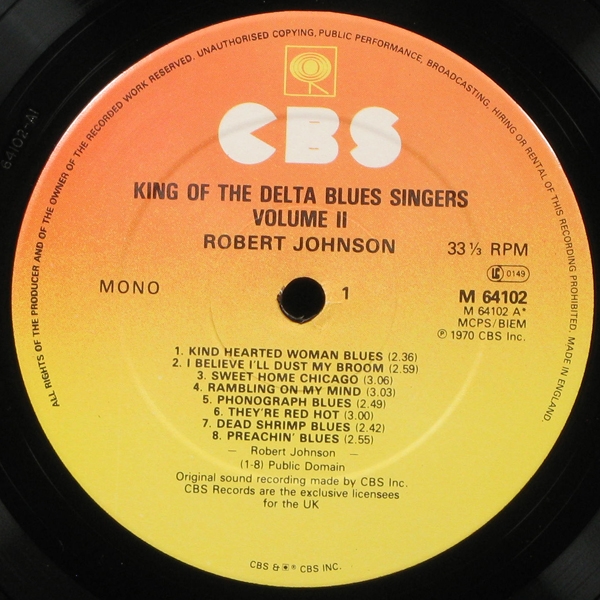 ALL RIGHTS OF THE PRODUCER AND OF THE OWNER OF THE RECORDED WORK RESERVED. UNAUTHORISED COPYING, PUBLIC PERFORMANCE, BROADCASTING, HIRING OR RENTAL OF THIS RECORDING PROHIBITED. MADE IN ENGLAND.
CBS
KING OF THE DELTA BLUES SINGERS
VOLUME II
ROBERT JOHNSON
33⅓ RPM
LC 0149
MONO
1
M 64102
M 64102 A*
MCPS/BIEM
℗ 1970 CBS Inc.
1. KIND HEARTED WOMAN BLUES (2.36)
2. I BELIEVE I'LL DUST MY BROOM (2.59)
3. SWEET HOME CHICAGO (3.06)
4. RAMBLING ON MY MIND (3.03)
5. PHONOGRAPH BLUES (2.49)
6. THEY'RE RED HOT (3.00)
7. DEAD SHRIMP BLUES (2.42)
8. PREACHIN' BLUES (2.55)
— Robert Johnson —
(1-8) Public Domain
Original sound recording made by CBS Inc.
CBS Records are the exclusive licensees
for the UK
CBS & ® CBS INC.